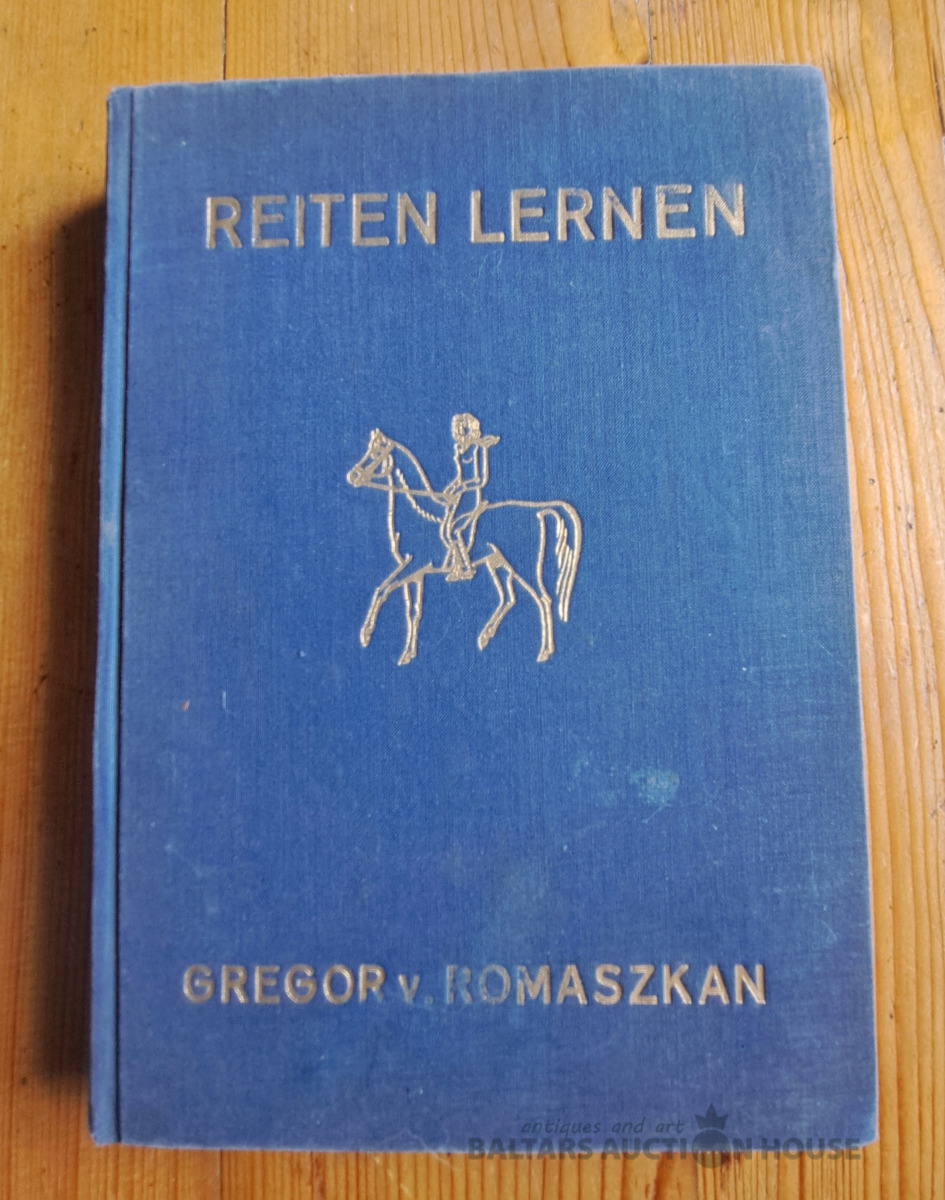 REITEN LERNEN
GREGOR v. ROMASZKAN
antiques and art
BALTARS AUCTION HOUSE